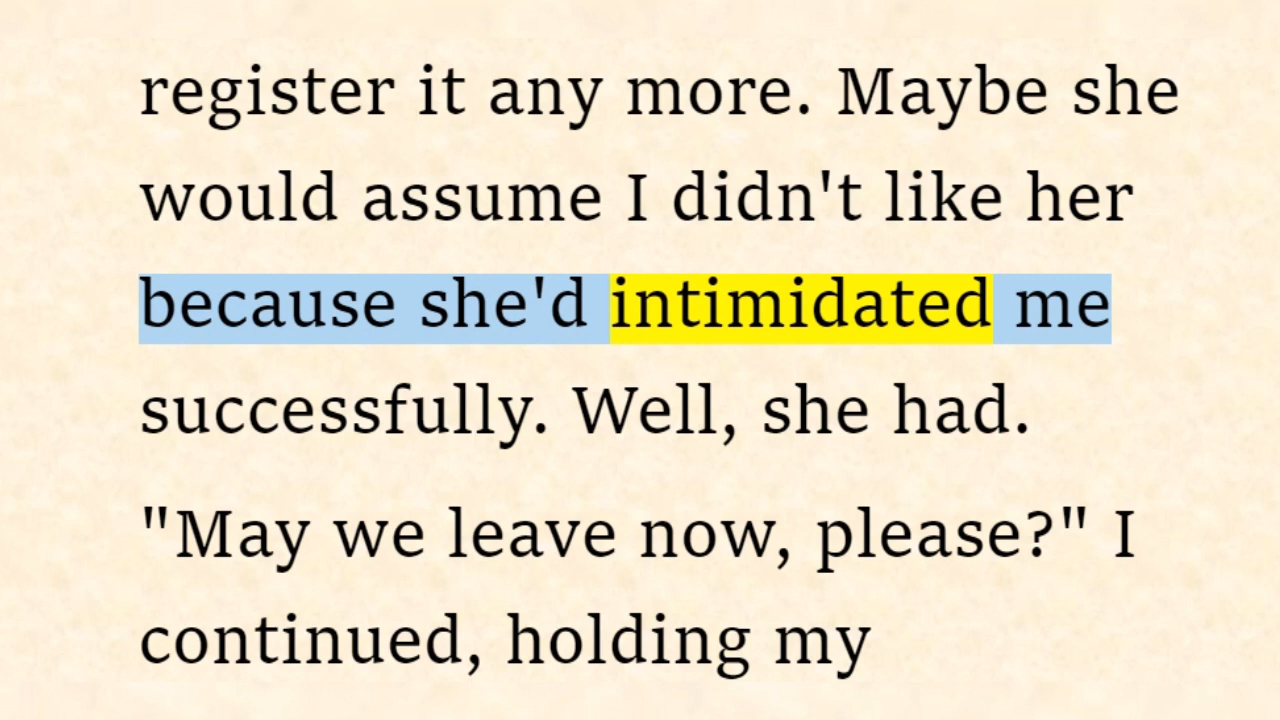 register it any more. Maybe she
would assume I didn't like her
because she'd intimidated me
successfully. Well, she had.
"May we leave now, please?" I
continued, holding my